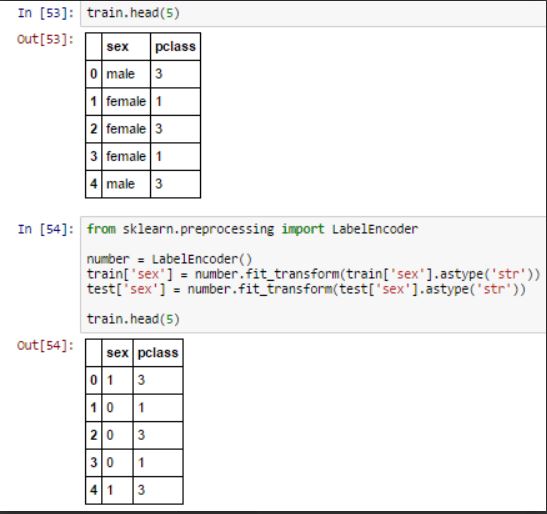 In [53]: train.head(5)
Out[53]:
sex pclass
0 male 3
1 female 1
2 female 3
3 female 1
4 male 3
In [54]: from sklearn.preprocessing import LabelEncoder
number = LabelEncoder()
train['sex'] = number.fit_transform(train['sex'].astype('str'))
test['sex'] = number.fit_transform(test['sex'].astype('str'))
train.head(5)
Out[54]:
sex pclass
0 1 3
1 0 1
2 0 3
3 0 1
4 1 3